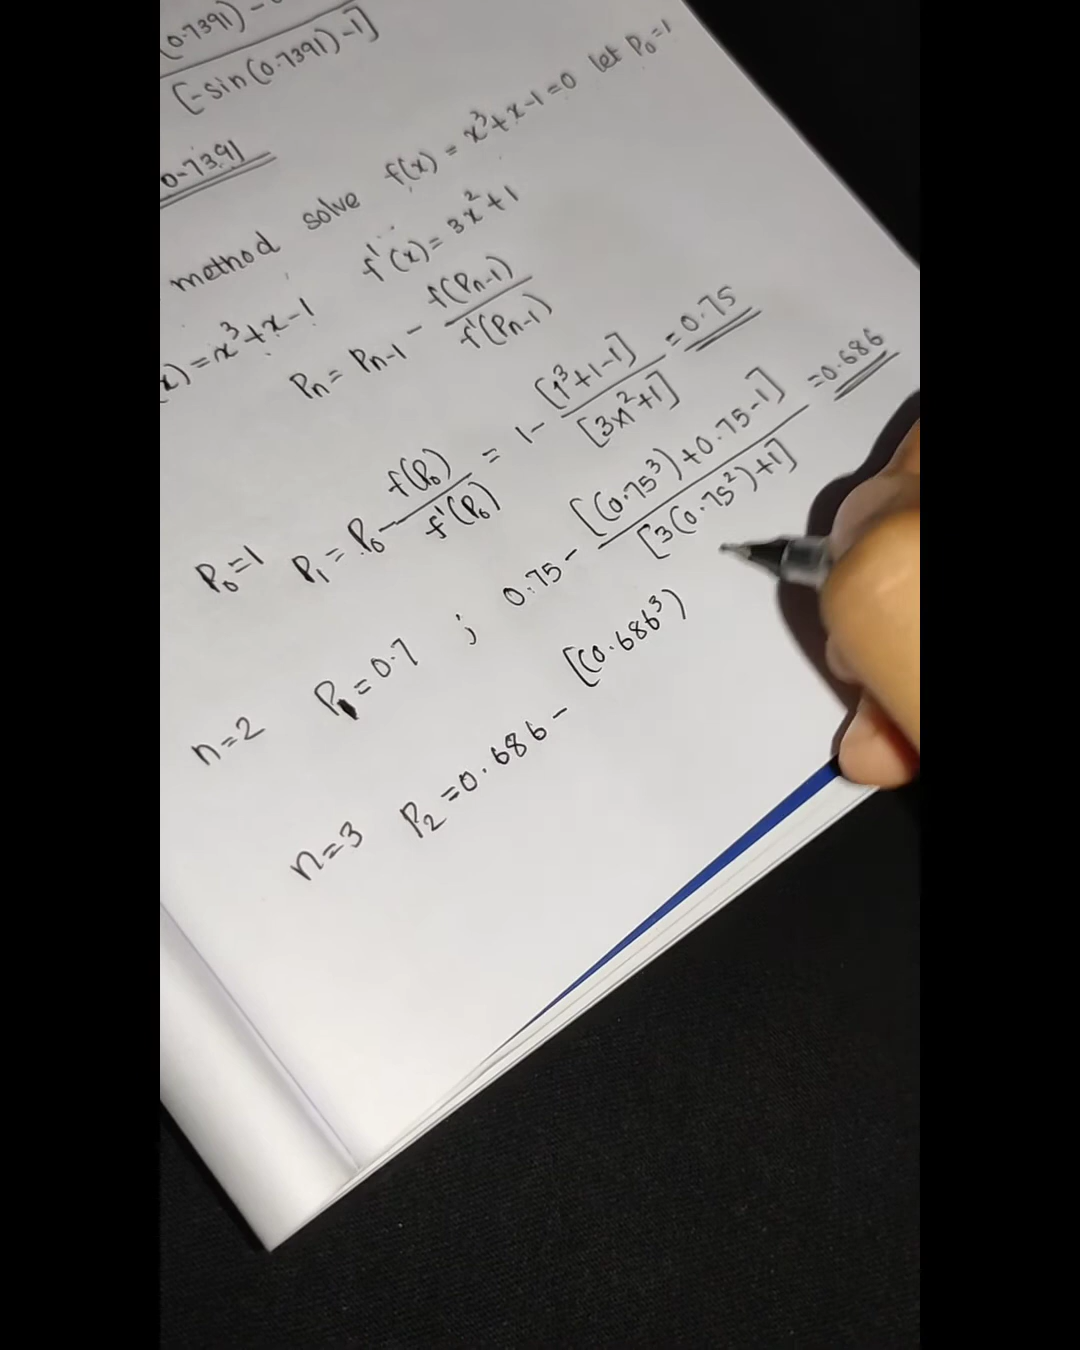 (0.7391) -
[-sin(0.7391)-1]
0.7391
method solve f(x) = x³+x-1=0 let P₀=1
x) = x³+x-1 f'(x) = 3x²+1
Pn = Pn-1 - f(Pn-1) / f'(Pn-1)
P₀=1 P₁ = P₀ - f(P₀) / f'(P₀) = 1 - [1³+1-1] / [3x1²+1] = 0.75
n=2 P₁=0.7 ; 0.75 - [(0.75³)+0.75-1] / [3(0.75²)+1] = 0.686
n=3 P₂ = 0.686 - [(0.686³)